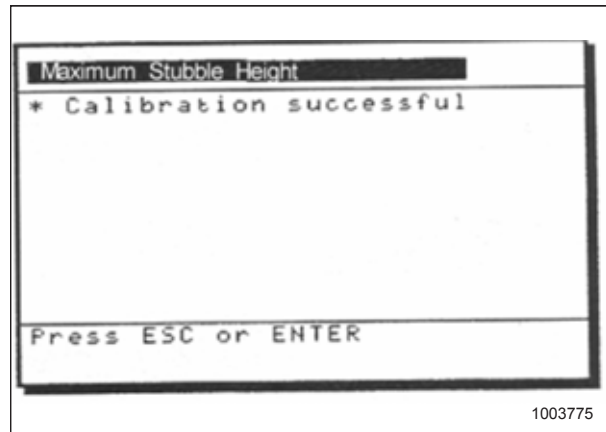 Maximum Stubble Height
* Calibration successful
Press ESC or ENTER
1003775